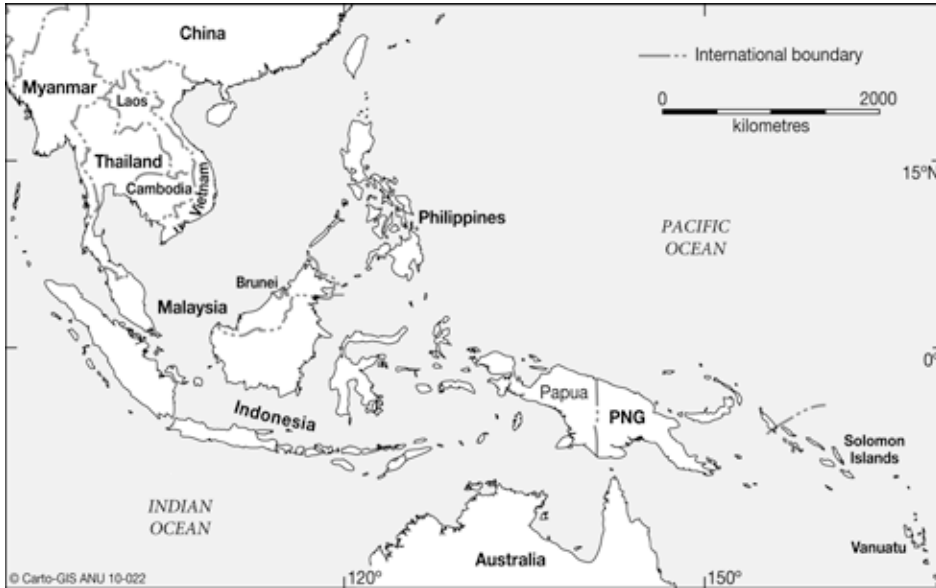 China
International boundary
Myanmar
Laos
0 2000
kilometres
Thailand
15°N
Cambodia
Vietnam
Philippines
PACIFIC
OCEAN
Brunei
Malaysia
0°
Papua
Indonesia
PNG
Solomon
Islands
INDIAN
OCEAN
Vanuatu
Australia
© Carto-GIS ANU 10-022
120°
150°